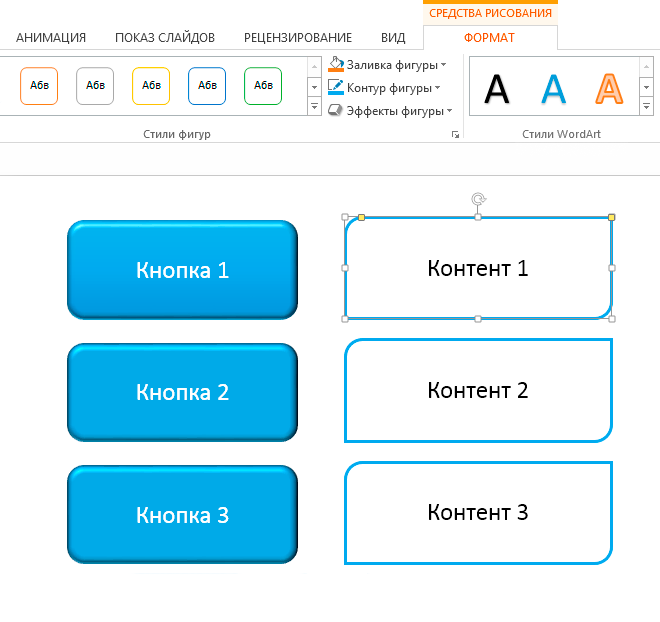 СРЕДСТВА РИСОВАНИЯ
АНИМАЦИЯ ПОКАЗ СЛАЙДОВ РЕЦЕНЗИРОВАНИЕ ВИД ФОРМАТ
Абв Абв Абв Абв Абв
Заливка фигуры
Контур фигуры
Эффекты фигуры
A A A
Стили фигур Стили WordArt
Кнопка 1 Контент 1
Кнопка 2 Контент 2
Кнопка 3 Контент 3